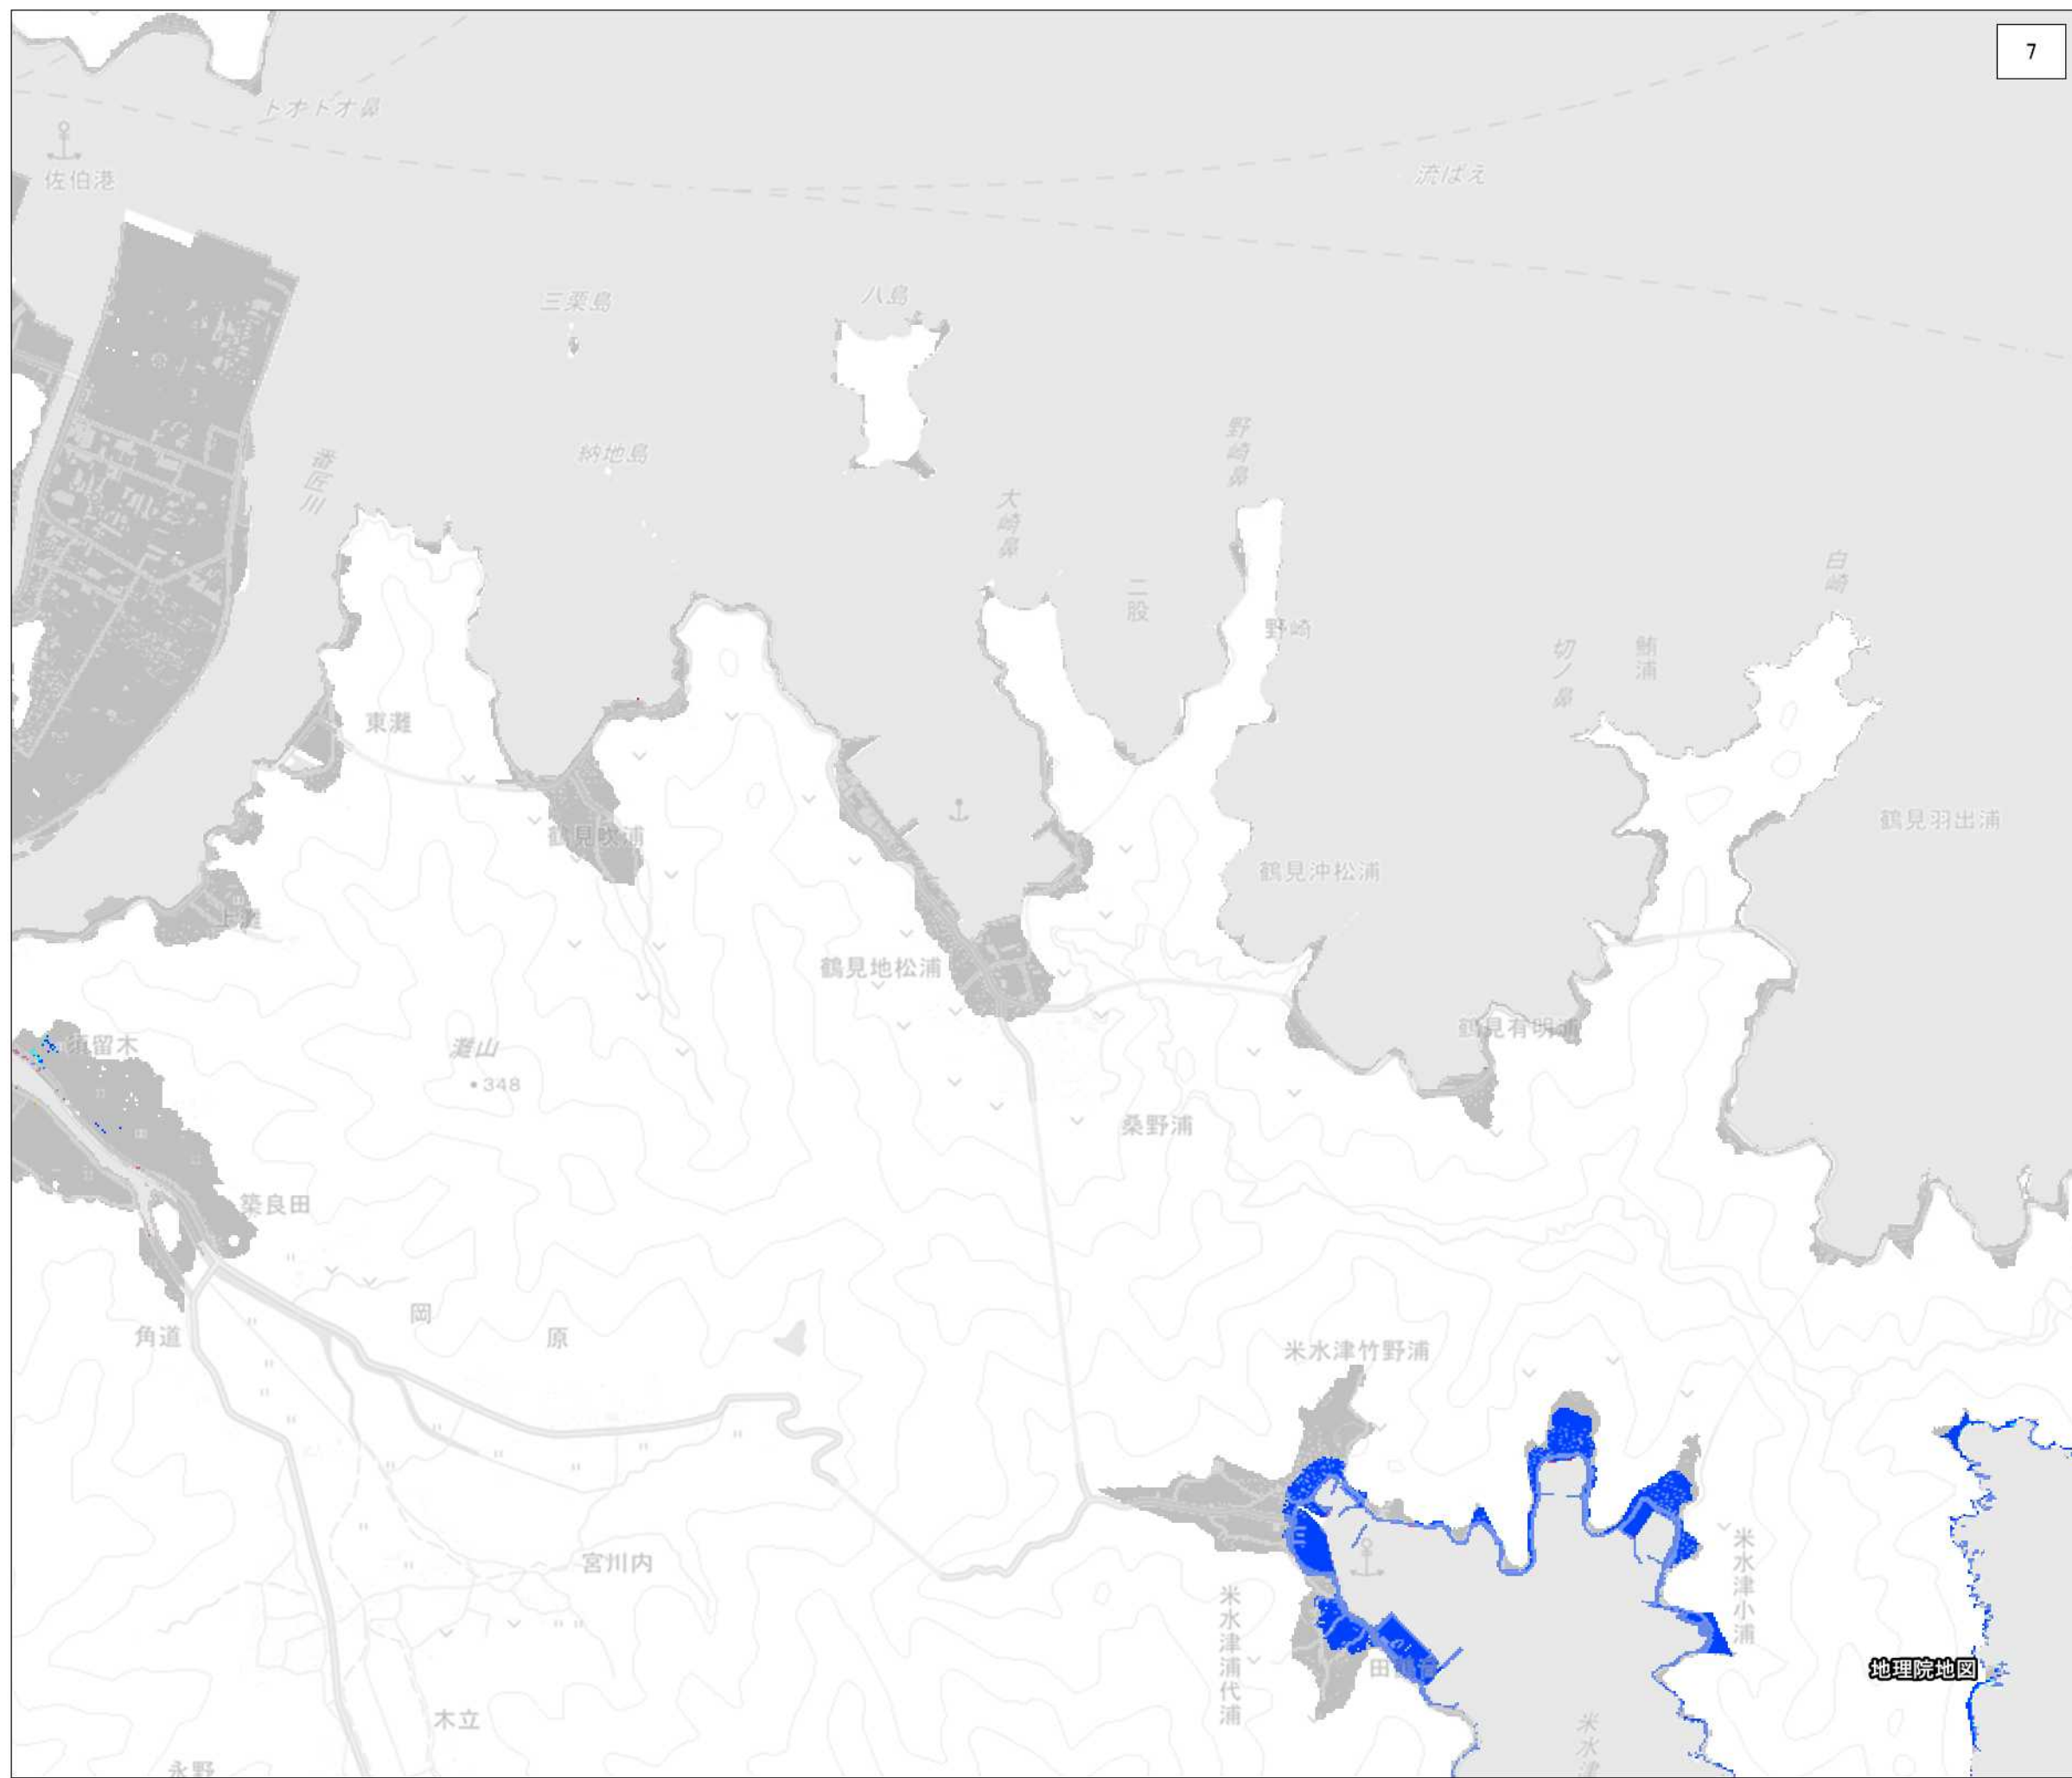 7
トオトオ鼻
佐伯港
流ばえ
三栗島
八島
納地島
番匠川
野崎鼻
大崎鼻
二股
野崎
白崎
切ノ鼻
鮪浦
東灘
鶴見吹浦
鶴見羽出浦
鶴見沖松浦
上灘
鶴見地松浦
鶴見有明浦
須留木
灘山
348
桑野浦
築良田
岡
原
角道
米水津竹野浦
宮川内
米水津浦代浦
米水津小浦
地理院地図
木立
米水津
永野